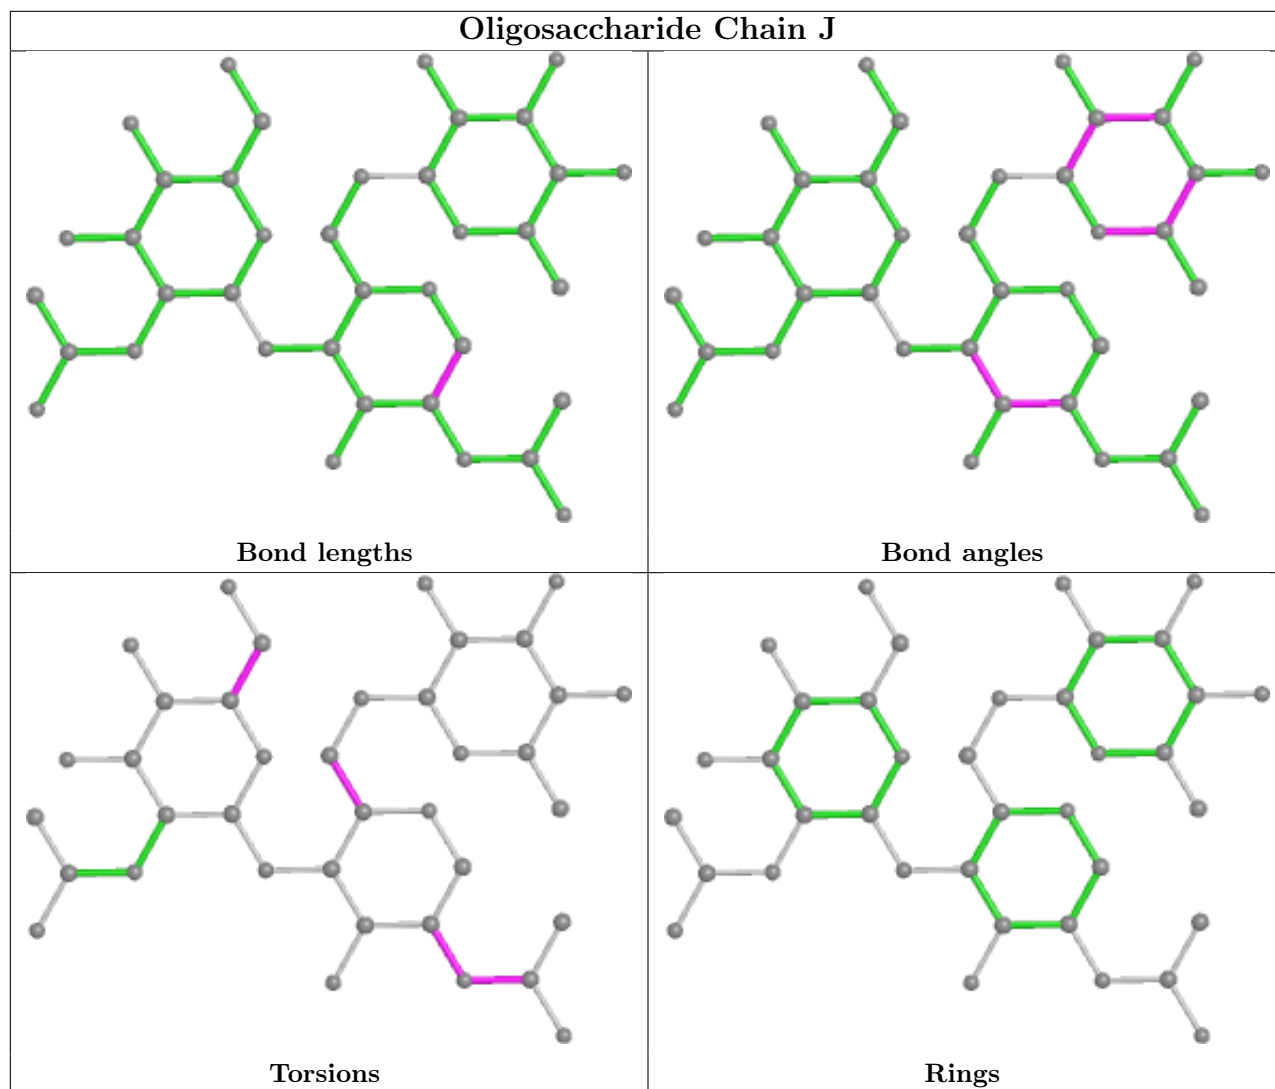 Oligosaccharide Chain J
Bond lengths
Bond angles
Torsions
Rings